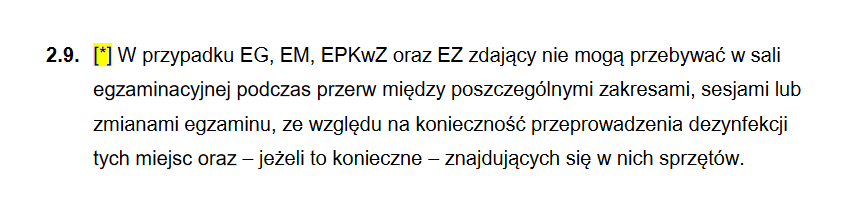 2.9. [*] W przypadku EG, EM, EPKwZ oraz EZ zdający nie mogą przebywać w sali
egzaminacyjnej podczas przerw między poszczególnymi zakresami, sesjami lub
zmianami egzaminu, ze względu na konieczność przeprowadzenia dezynfekcji
tych miejsc oraz – jeżeli to konieczne – znajdujących się w nich sprzętów.